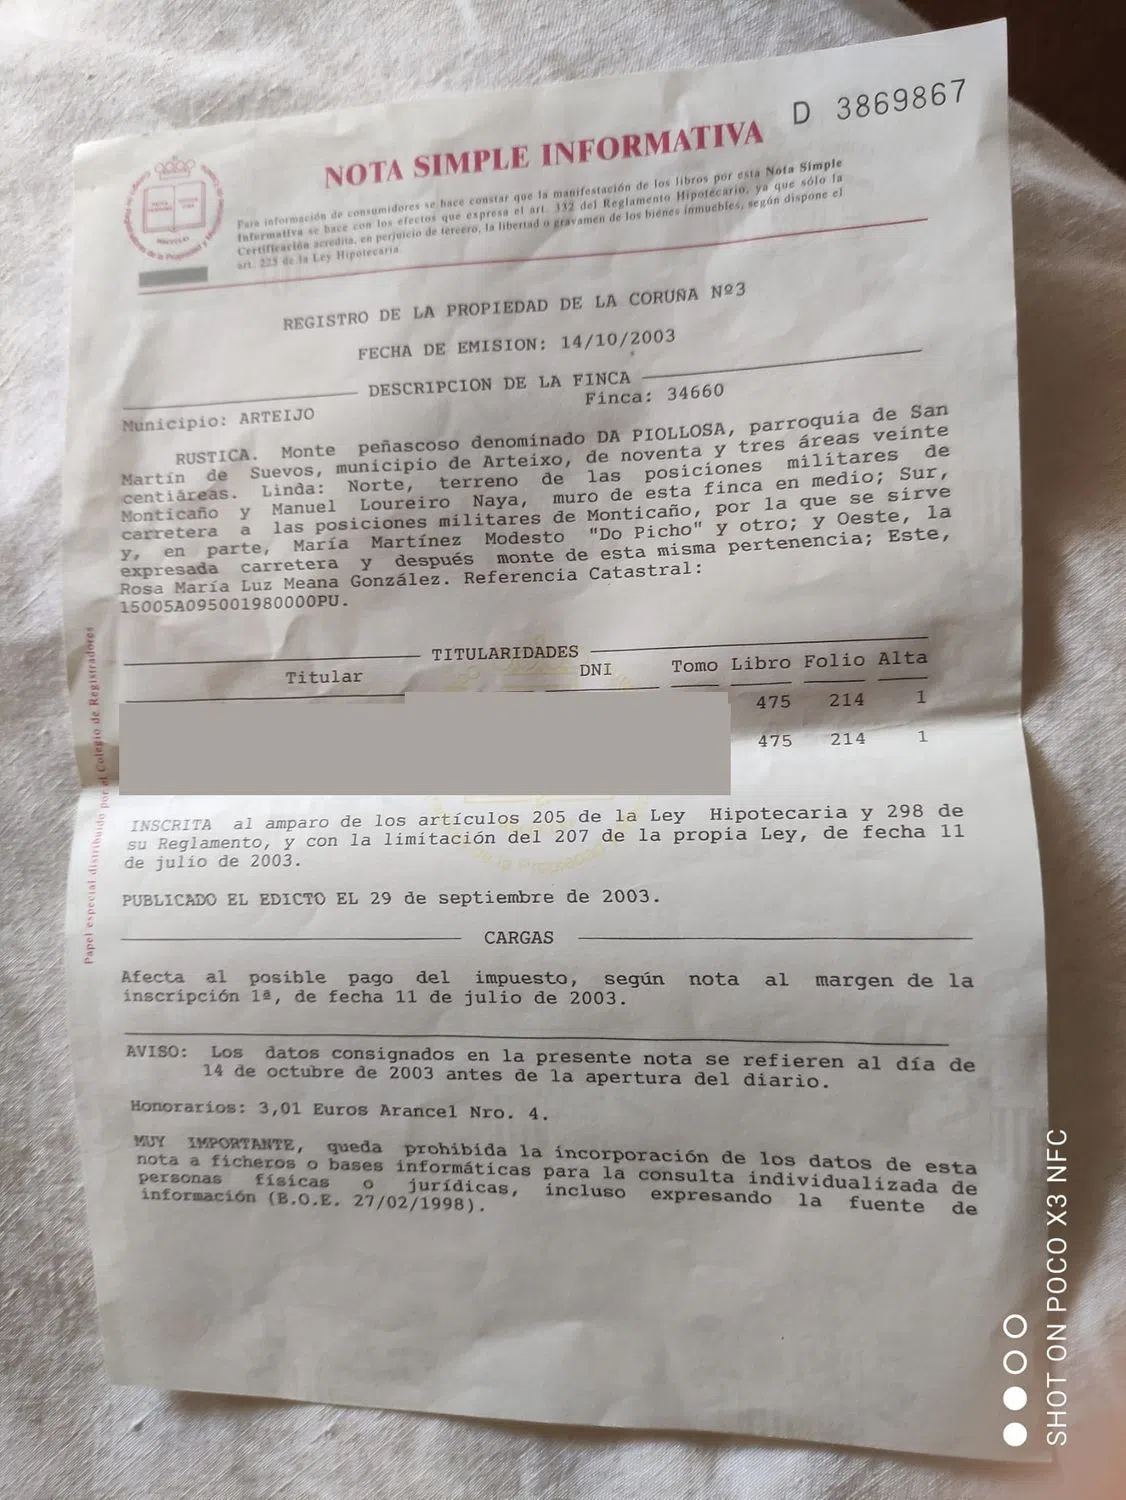 D 3869867
NOTA SIMPLE INFORMATIVA
Para información de consumidores se hace constar que la manifestación de los libros por esta Nota Simple
Informativa se hace con los efectos que expresa el art. 332 del Reglamento Hipotecario, ya que sólo la
Certificación acredita, en perjuicio de tercero, la libertad o gravamen de los bienes inmuebles, según dispone el
art. 225 de la Ley Hipotecaria.
REGISTRO DE LA PROPIEDAD DE LA CORUÑA Nº3
FECHA DE EMISION: 14/10/2003
DESCRIPCION DE LA FINCA
Municipio: ARTEIJO Finca: 34660
RUSTICA. Monte peñascoso denominado DA PIOLLOSA, parroquia de San
Martín de Suevos, municipio de Arteixo, de noventa y tres áreas veinte
centiáreas. Linda: Norte, terreno de las posiciones militares de
Monticaño y Manuel Loureiro Naya, muro de esta finca en medio; Sur,
carretera a las posiciones militares de Monticaño, por la que se sirve
y, en parte, María Martínez Modesto "Do Picho" y otro; y Oeste, la
expresada carretera y después monte de esta misma pertenencia; Este,
Rosa María Luz Meana González. Referencia Catastral:
15005A095001980000PU.
TITULARIDADES
Titular DNI Tomo Libro Folio Alta
475 214 1
475 214 1
INSCRITA al amparo de los artículos 205 de la Ley Hipotecaria y 298 de
su Reglamento, y con la limitación del 207 de la propia Ley, de fecha 11
de julio de 2003.
PUBLICADO EL EDICTO EL 29 de septiembre de 2003.
CARGAS
Afecta al posible pago del impuesto, según nota al margen de la
inscripción 1ª, de fecha 11 de julio de 2003.
AVISO: Los datos consignados en la presente nota se refieren al día de
14 de octubre de 2003 antes de la apertura del diario.
Honorarios: 3,01 Euros Arancel Nro. 4.
MUY IMPORTANTE, queda prohibida la incorporación de los datos de esta
nota a ficheros o bases informáticas para la consulta individualizada de
personas físicas o jurídicas, incluso expresando la fuente de
información (B.O.E. 27/02/1998).
Papel especial distribuido por el Colegio de Registradores
SHOT ON POCO X3 NFC